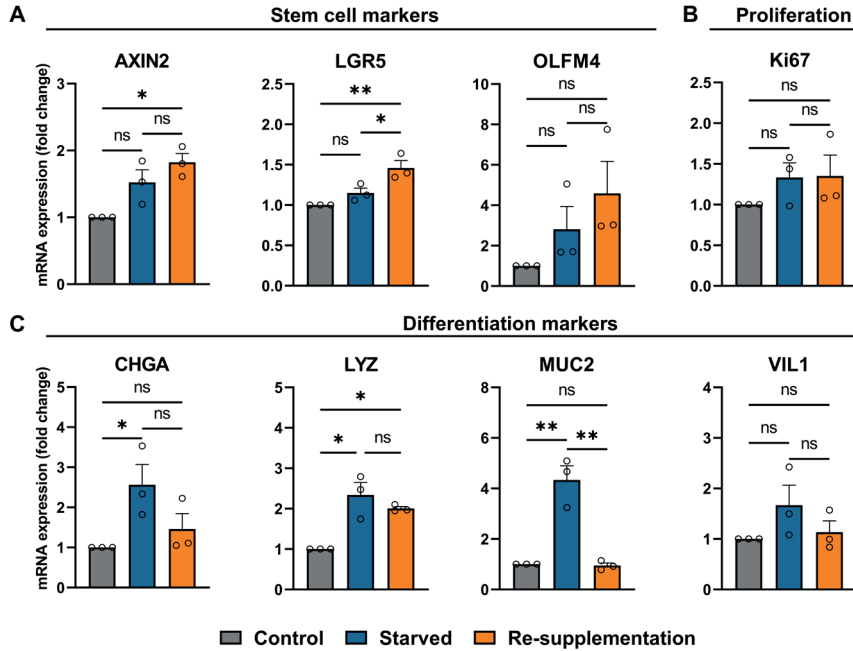 A Stem cell markers B Proliferation
AXIN2 LGR5 OLFM4 Ki67
mRNA expression (fold change)
3
2
1
0
*
ns ns
2.5
2.0
1.5
1.0
0.5
0.0
**
*
ns
10
8
6
4
2
0
ns
ns
ns
2.5
2.0
1.5
1.0
0.5
0.0
ns
ns
ns
C Differentiation markers
CHGA LYZ MUC2 VIL1
mRNA expression (fold change)
5
4
3
2
1
0
ns
* ns
5
4
3
2
1
0
*
* ns
8
6
4
2
0
ns
** **
5
4
3
2
1
0
ns
ns ns
Control Starved Re-supplementation